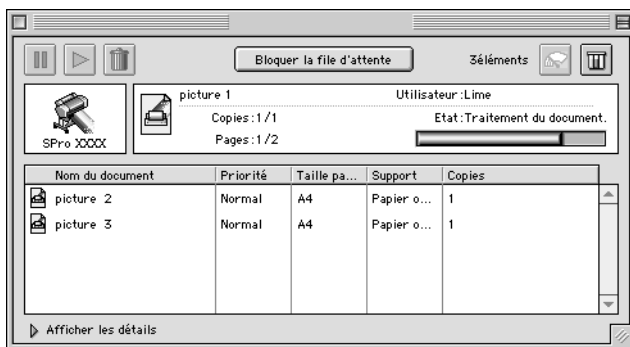 Bloquer la file d'attente
3éléments
picture 1
Utilisateur:Lime
Copies:1/1
Etat:Traitement du document.
Pages:1/2
SPro XXXX
Nom du document Priorité Taille pa... Support Copies
picture 2 Normal A4 Papier o... 1
picture 3 Normal A4 Papier o... 1
Afficher les détails